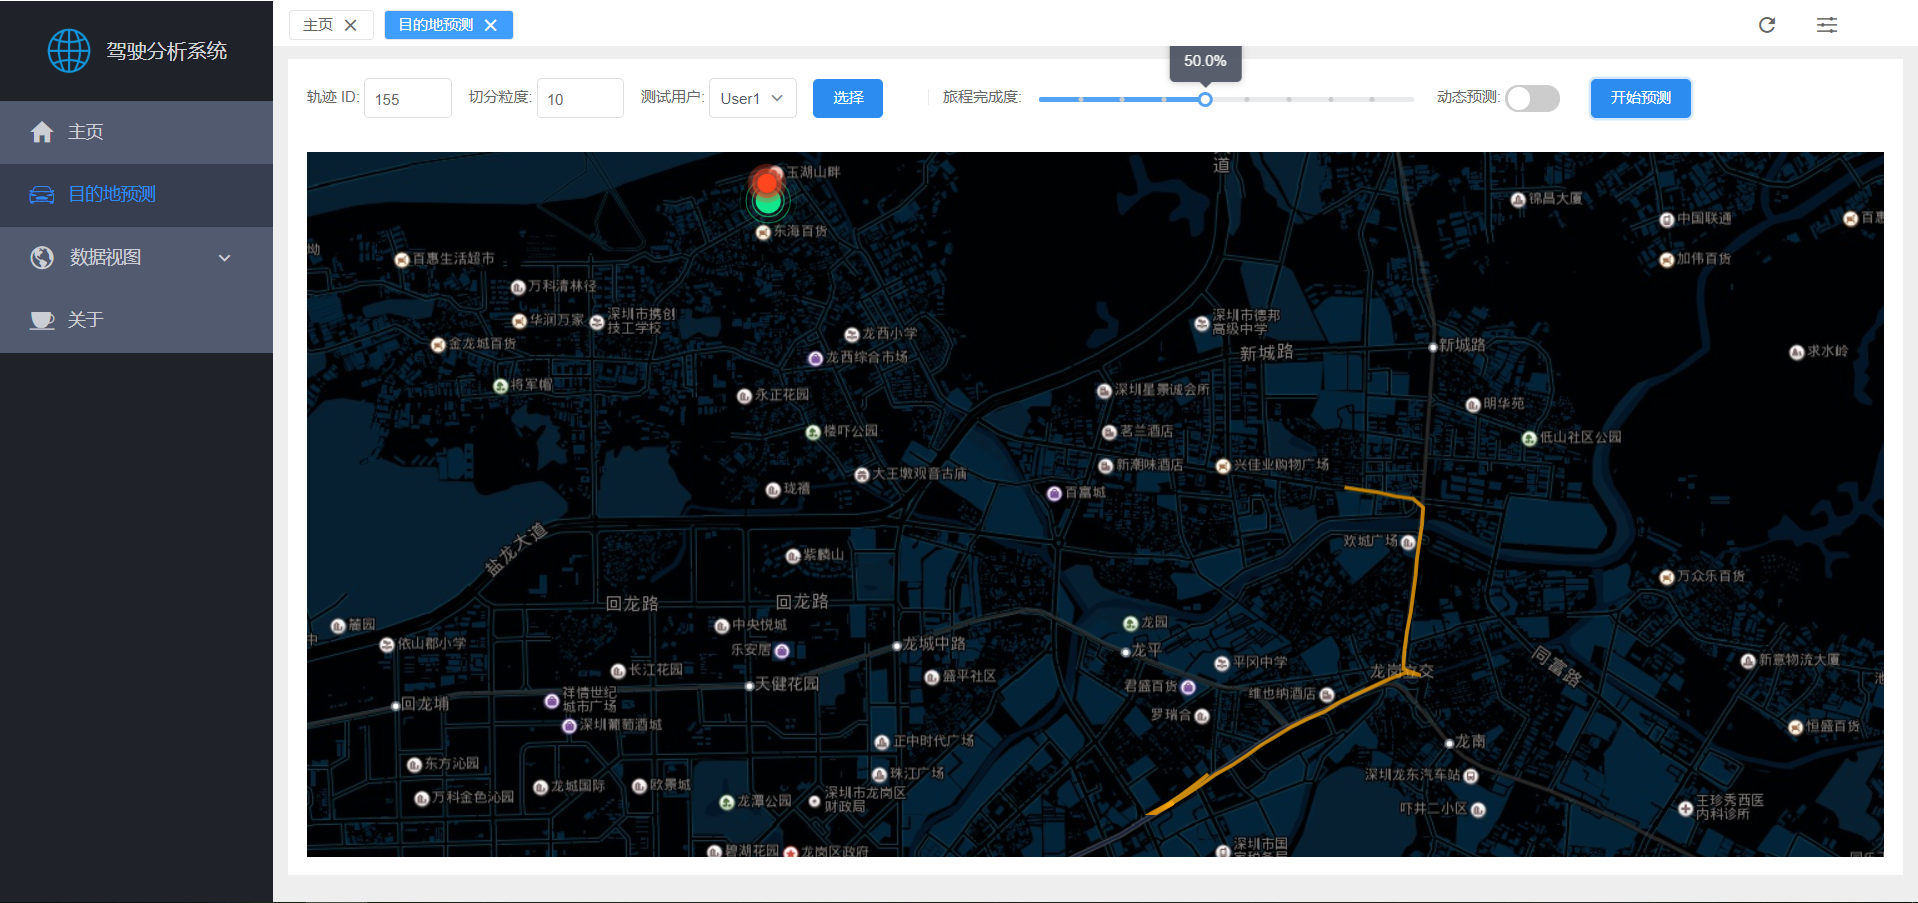 驾驶分析系统
主页
目的地预测
数据视图
关于
主页
目的地预测
轨迹 ID:
155
切分粒度:
10
测试用户:
User1
选择
旅程完成度:
50.0%
动态预测:
开始预测
玉湖山畔
道
锦昌大厦
中国联通
百惠
东海百货
坳
百惠生活超市
加伟百货
万科清林径
华润万家
深圳市携创
技工学校
深圳市德邦
高级中学
龙西小学
金龙城百货
龙西综合市场
新城路
新城路
求水岭
将军帽
永正花园
深圳星景诚会所
明华苑
楼吓公园
茗兰酒店
低山社区公园
大王墩观音古庙
新潮味酒店
兴佳业购物广场
珑禧
百富城
盐龙大道
欢城广场
紫麟山
万众乐百货
回龙路
回龙路
麓园
中央悦城
龙园
中
依山郡小学
乐安居
龙城中路
龙平
同富路
新意物流大厦
长江花园
平冈中学
龙岗立交
池
盛平社区
天健花园
君盛百货
维也纳酒店
祥情世纪
城市广场
回龙埔
罗瑞合
深圳葡萄酒城
恒盛百货
正中时代广场
龙南
东方沁园
珠江广场
深圳龙东汽车站
龙城国际
欧景城
万科金色沁园
龙潭公园
深圳市龙岗区
财政局
吓井二小区
王珍秀西医
内科诊所
碧湖花园
龙岗区政府
深圳市国
家税务局